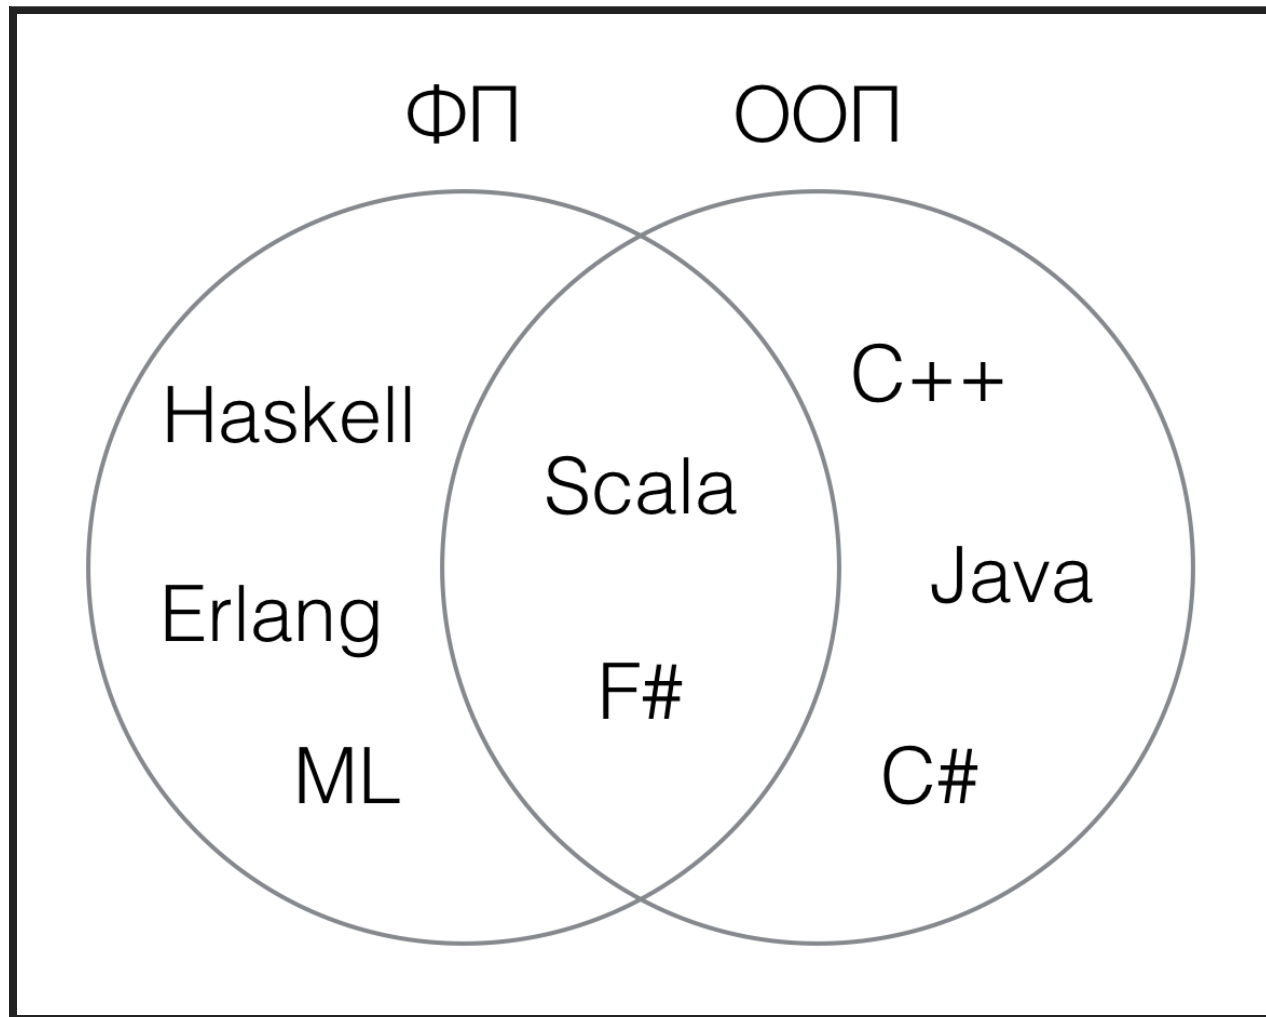 ФП ООП
Haskell
Erlang
ML
Scala
F#
C++
Java
C#